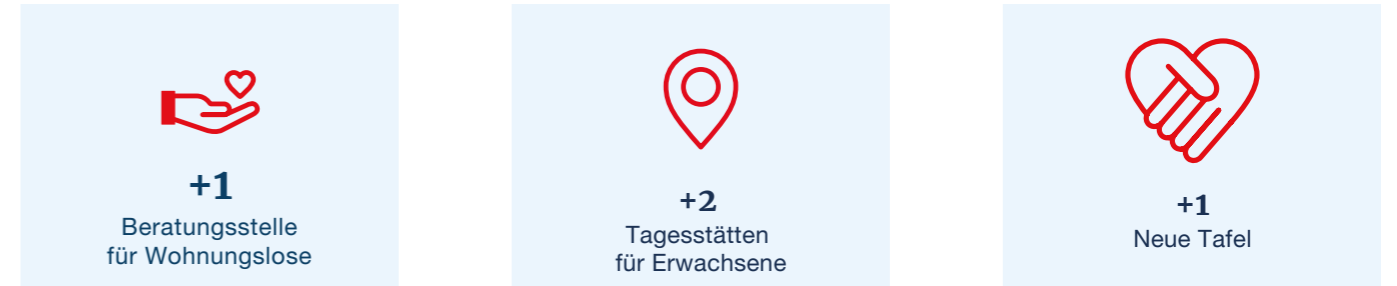 +1
Beratungsstelle
für Wohnungslose
+2
Tagesstätten
für Erwachsene
+1
Neue Tafel